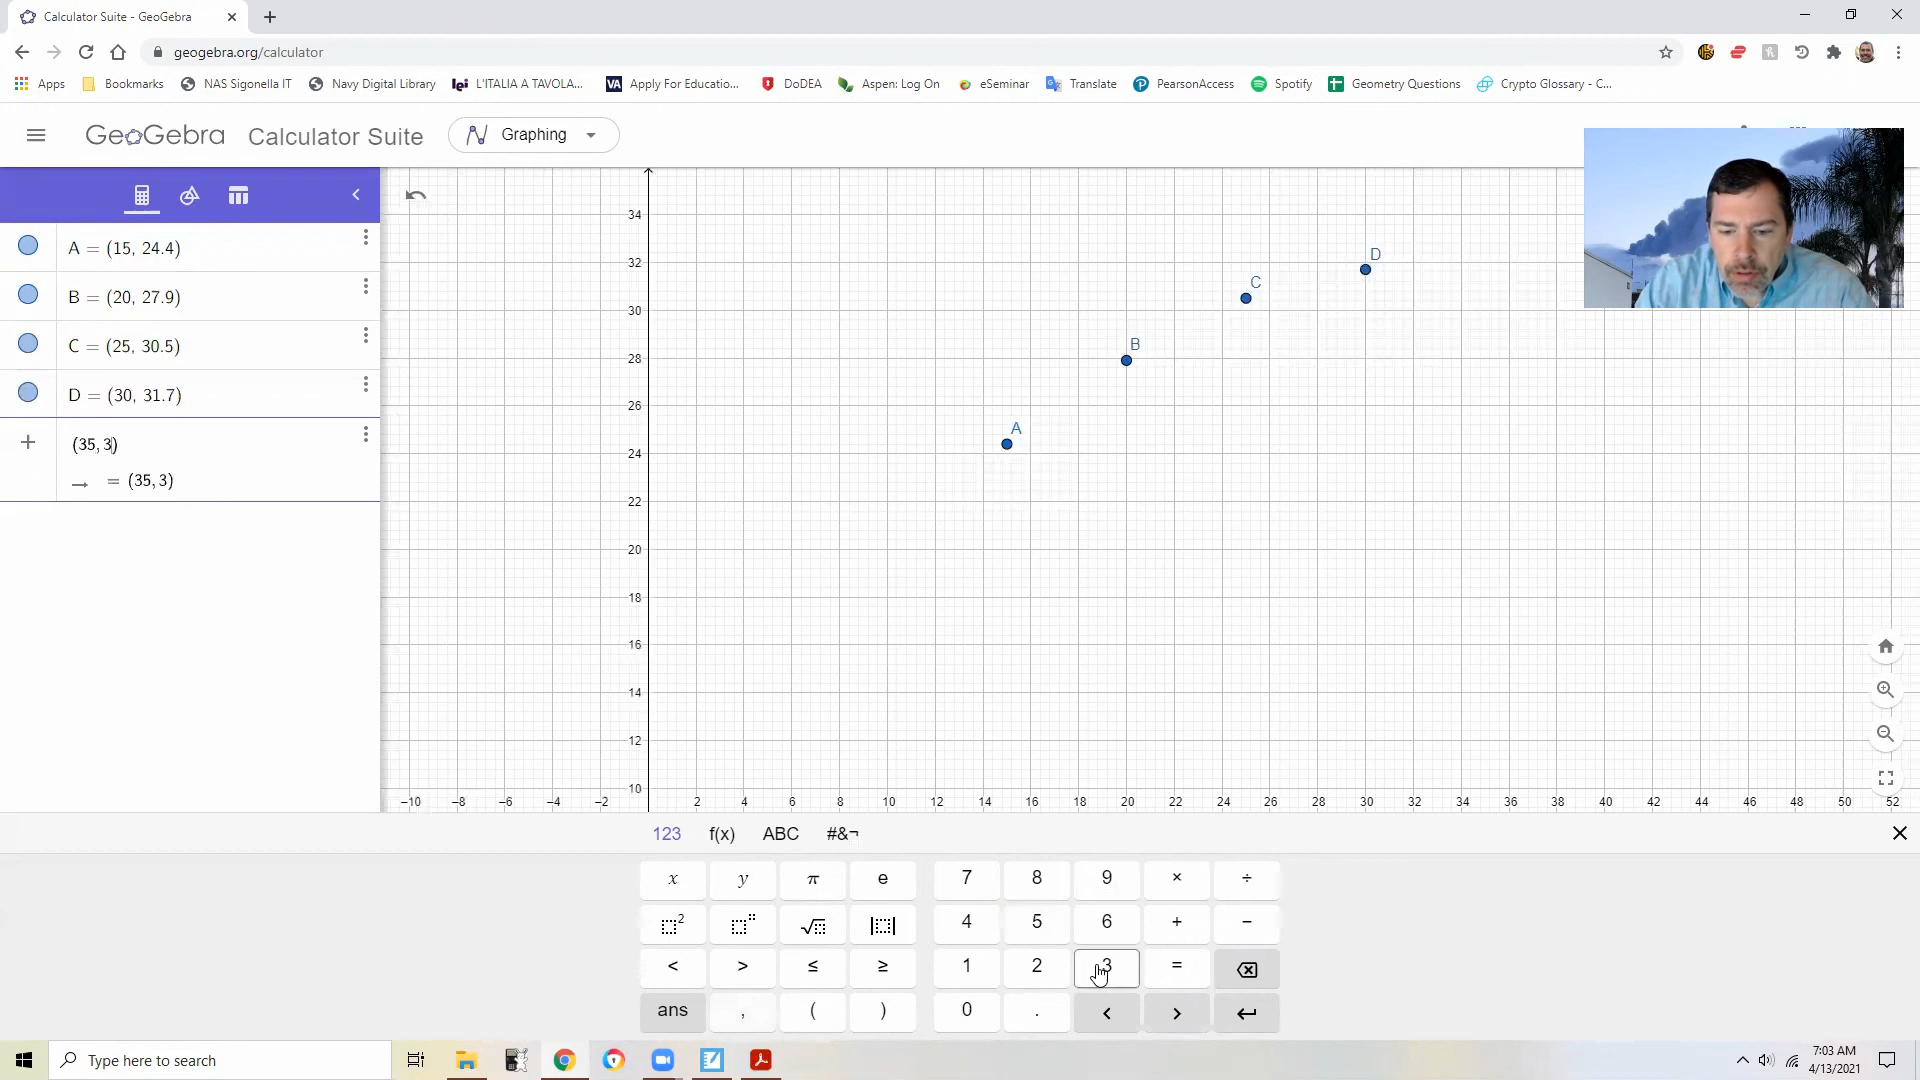 Calculator Suite - GeoGebra
geogebra.org/calculator
Apps Bookmarks NAS Sigonella IT Navy Digital Library L'ITALIA A TAVOLA... Apply For Educatio... DoDEA Aspen: Log On eSeminar Translate PearsonAccess Spotify Geometry Questions Crypto Glossary - C...
GeoGebra Calculator Suite Graphing
A = (15, 24.4)
B = (20, 27.9)
C = (25, 30.5)
D = (30, 31.7)
(35,3)
→ = (35,3)
34
32
30
28
26
24
22
20
18
16
14
12
10
D
C
B
A
−10 −8 −6 −4 −2 2 4 6 8 10 12 14 16 18 20 22 24 26 28 30 32 34 36 38 40 42 44 46 48 50 52
123 f(x) ABC #&¬
x y π e 7 8 9 × ÷
2 √ 4 5 6 + −
< > ≤ ≥ 1 2 3 =
ans , ( ) 0 . < >
Type here to search
7:03 AM
4/13/2021